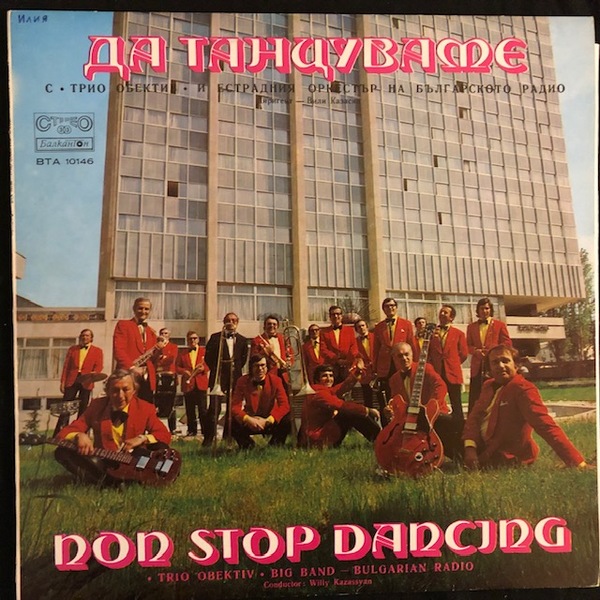 Илия
ДА ТАНЦУВАМЕ
С • ТРИО ОБЕКТИВ • И ЕСТРАДНИЯ ОРКЕСТЪР НА БЪЛГАРСКОТО РАДИО
Диригент — Вили Казасян
СТЕРЕО
Балкантон
ВТА 10146
NON STOP DANCING
• TRIO OBEKTIV • BIG BAND — BULGARIAN RADIO
Conductor: Willy Kazassyan